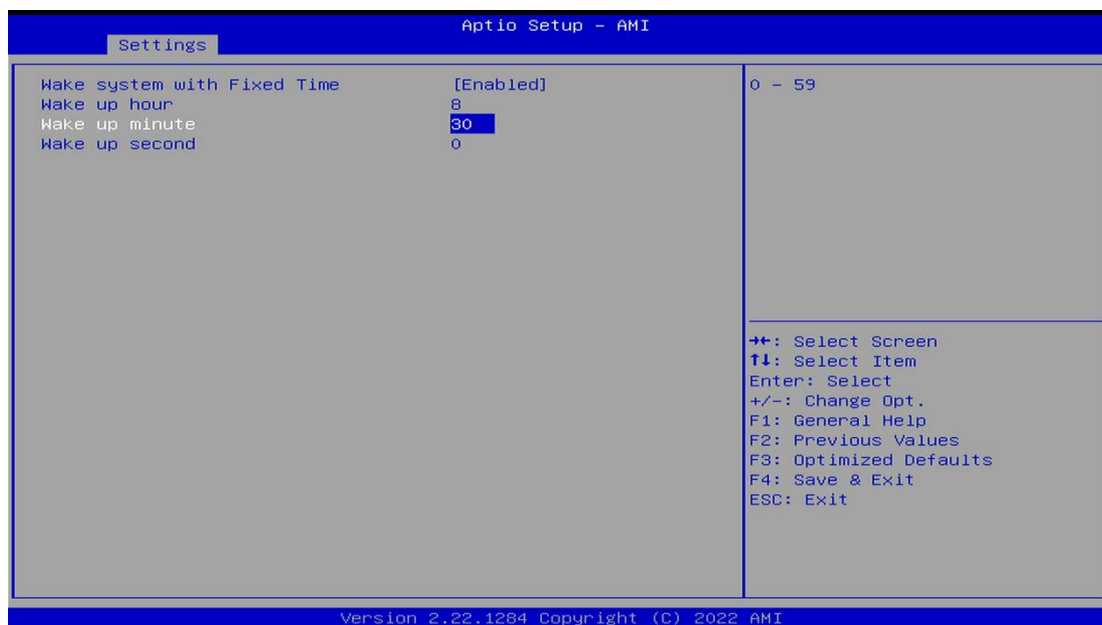 Aptio Setup – AMI
Settings
Wake system with Fixed Time [Enabled]
Wake up hour 8
Wake up minute 30
Wake up second 0
0 – 59
→←: Select Screen
↑↓: Select Item
Enter: Select
+/-: Change Opt.
F1: General Help
F2: Previous Values
F3: Optimized Defaults
F4: Save & Exit
ESC: Exit
Version 2.22.1284 Copyright (C) 2022 AMI